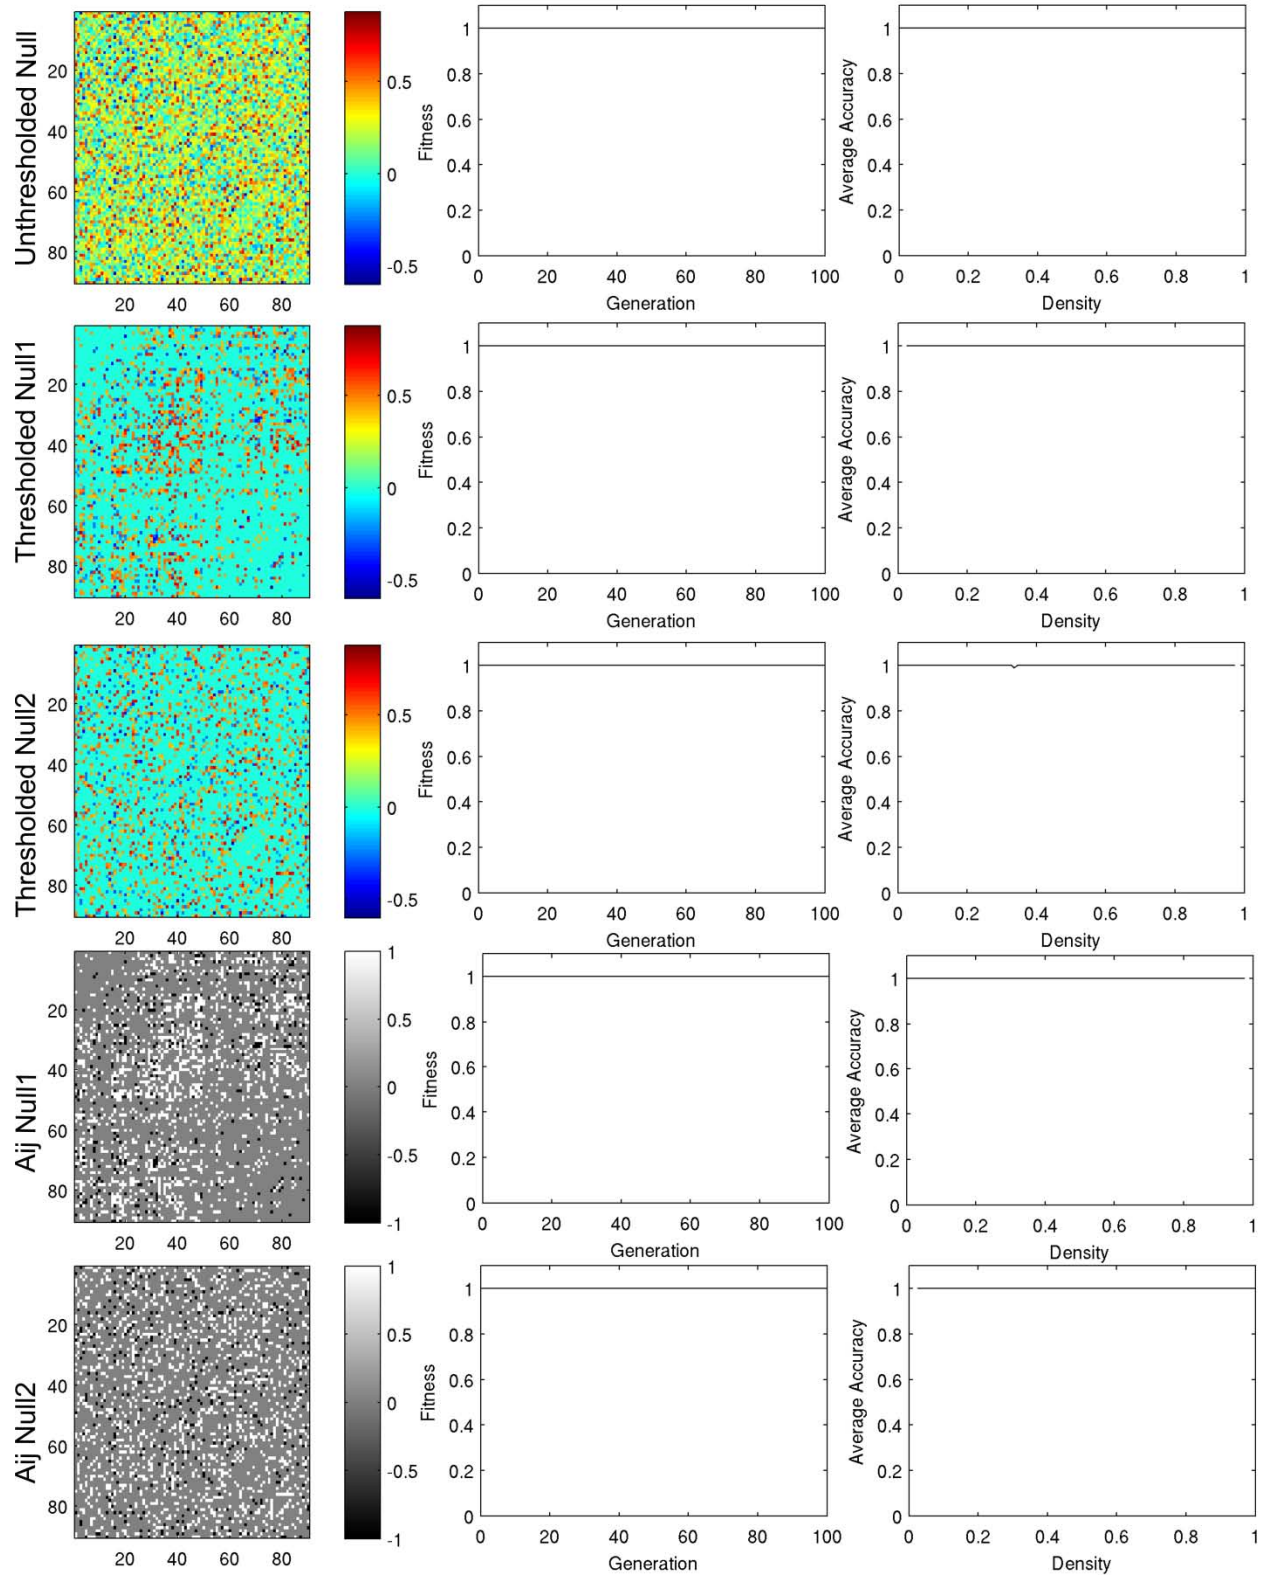 Unthresholded Null
20
40
60
80
20 40 60 80
0.5
0
-0.5
Fitness
1
0.8
0.6
0.4
0.2
0
0 20 40 60 80 100
Generation
Average Accuracy
1
0.8
0.6
0.4
0.2
0
0 0.2 0.4 0.6 0.8 1
Density
Thresholded Null1
20
40
60
80
20 40 60 80
0.5
0
-0.5
Fitness
1
0.8
0.6
0.4
0.2
0
0 20 40 60 80 100
Generation
Average Accuracy
1
0.8
0.6
0.4
0.2
0
0 0.2 0.4 0.6 0.8 1
Density
Thresholded Null2
20
40
60
80
20 40 60 80
0.5
0
-0.5
Fitness
1
0.8
0.6
0.4
0.2
0
0 20 40 60 80 100
Generation
Average Accuracy
1
0.8
0.6
0.4
0.2
0
0 0.2 0.4 0.6 0.8 1
Density
Aij Null1
20
40
60
80
20 40 60 80
1
0.5
0
-0.5
-1
Fitness
1
0.8
0.6
0.4
0.2
0
0 20 40 60 80 100
Generation
Average Accuracy
1
0.8
0.6
0.4
0.2
0
0 0.2 0.4 0.6 0.8 1
Density
Aij Null2
20
40
60
80
20 40 60 80
1
0.5
0
-0.5
-1
Fitness
1
0.8
0.6
0.4
0.2
0
0 20 40 60 80 100
Generation
Average Accuracy
1
0.8
0.6
0.4
0.2
0
0 0.2 0.4 0.6 0.8 1
Density